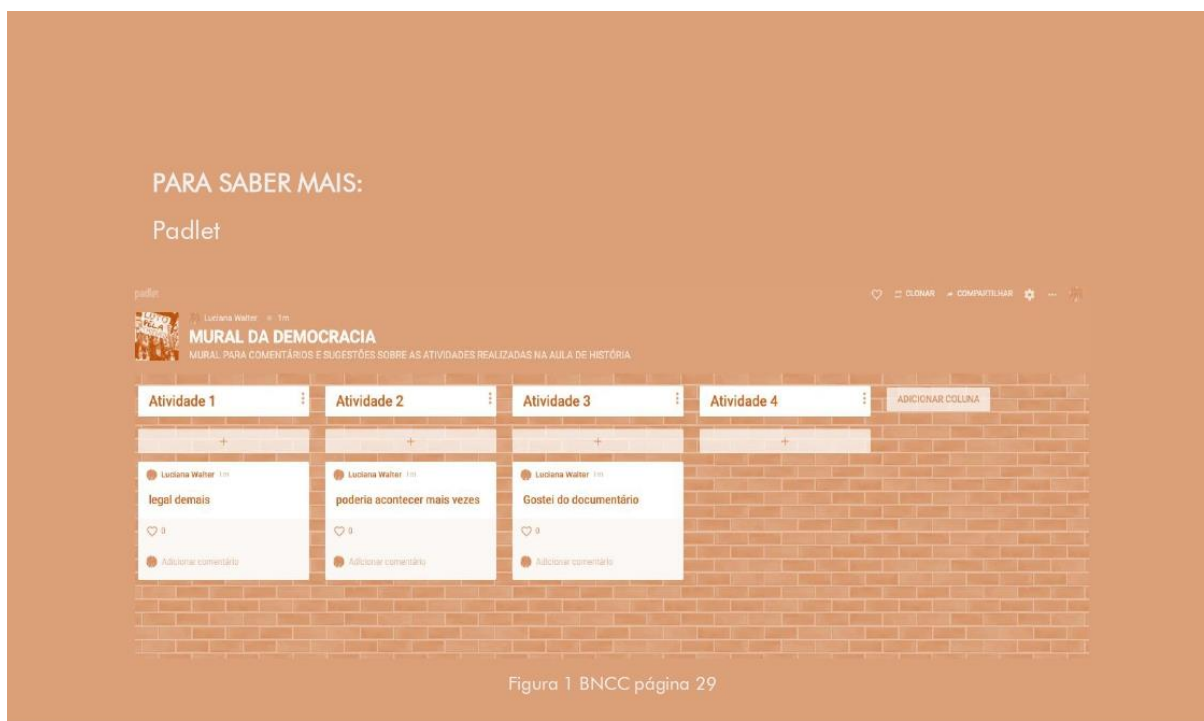 PARA SABER MAIS:
Padlet
padlet
CLONAR COMPARTILHAR ...
LUTO PELA
Luciana Walter 1m
MURAL DA DEMOCRACIA
MURAL PARA COMENTÁRIOS E SUGESTÕES SOBRE AS ATIVIDADES REALIZADAS NA AULA DE HISTÓRIA
Atividade 1
Atividade 2
Atividade 3
Atividade 4
ADICIONAR COLUNA
+
+
+
+
Luciana Walter 1m
legal demais
0
Adicionar comentário
Luciana Walter 1m
poderia acontecer mais vezes
0
Adicionar comentário
Luciana Walter 1m
Gostei do documentário
0
Adicionar comentário
Figura 1 BNCC página 29